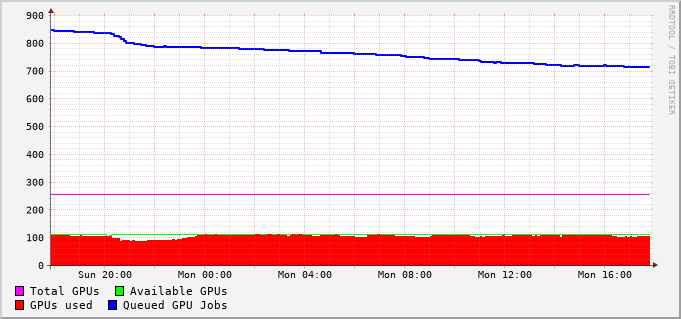 900
800
700
600
500
400
300
200
100
0
Sun 20:00 Mon 00:00 Mon 04:00 Mon 08:00 Mon 12:00 Mon 16:00
Total GPUs Available GPUs
GPUs used Queued GPU Jobs
RRDTOOL / TOBI OETIKER